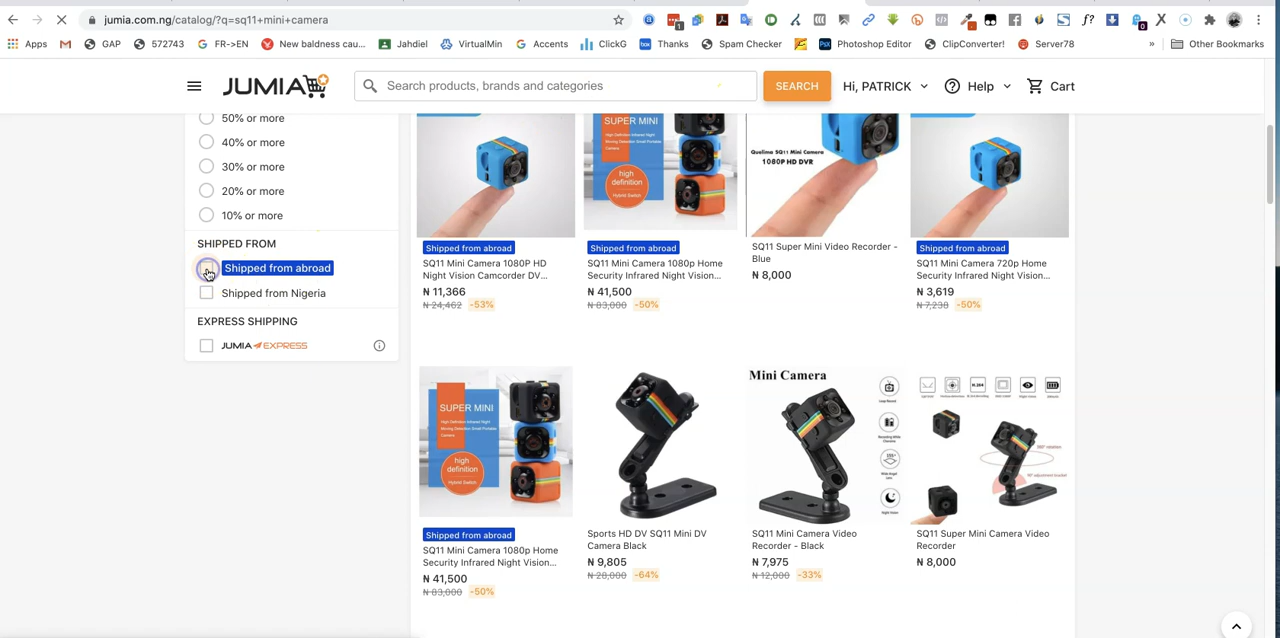 jumia.com.ng/catalog/?q=sq11+mini+camera
Apps GAP 572743 FR->EN New baldness cau... Jahdiel VirtualMin Accents ClickG Thanks Spam Checker Photoshop Editor ClipConverter! Server78 » Other Bookmarks
JUMIA Search products, brands and categories SEARCH Hi, PATRICK Help Cart
50% or more
40% or more
30% or more
20% or more
10% or more
SHIPPED FROM
Shipped from abroad
Shipped from Nigeria
EXPRESS SHIPPING
JUMIA EXPRESS
Shipped from abroad
SQ11 Mini Camera 1080P HD
Night Vision Camcorder DV...
₦ 11,366
₦ 24,462 -53%
SUPER MINI
high
definition
Hybrid Switch
Shipped from abroad
SQ11 Mini Camera 1080p Home
Security Infrared Night Vision...
₦ 41,500
₦ 83,000 -50%
Quelima SQ11 Mini Camera
1080P HD DVR
SQ11 Super Mini Video Recorder -
Blue
₦ 8,000
Shipped from abroad
SQ11 Mini Camera 720p Home
Security Infrared Night Vision...
₦ 3,619
₦ 7,238 -50%
SUPER MINI
high
definition
Hybrid Switch
Shipped from abroad
SQ11 Mini Camera 1080p Home
Security Infrared Night Vision...
₦ 41,500
₦ 83,000 -50%
Sports HD DV SQ11 Mini DV
Camera Black
₦ 9,805
₦ 28,000 -64%
Mini Camera
SQ11 Mini Camera Video
Recorder - Black
₦ 7,975
₦ 12,000 -33%
SQ11 Super Mini Camera Video
Recorder
₦ 8,000